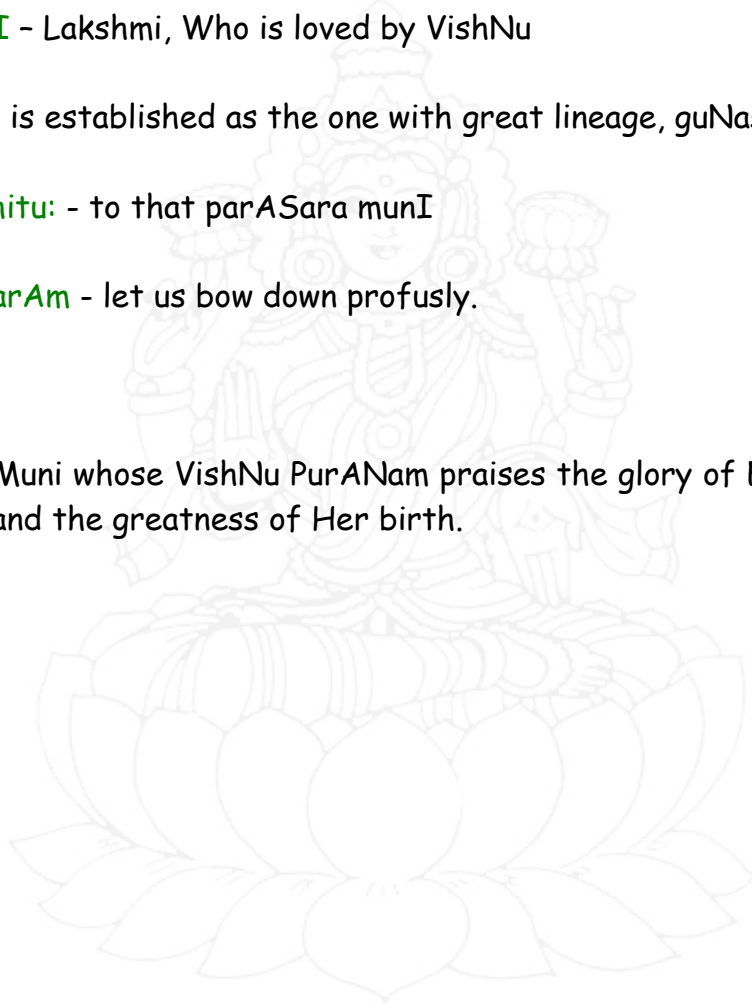 I – Lakshmi, Who is loved by VishNu
is established as the one with great lineage, guNa
itu: - to that parASara munI
arAm - let us bow down profusly.
Muni whose VishNu PurANam praises the glory of
and the greatness of Her birth.